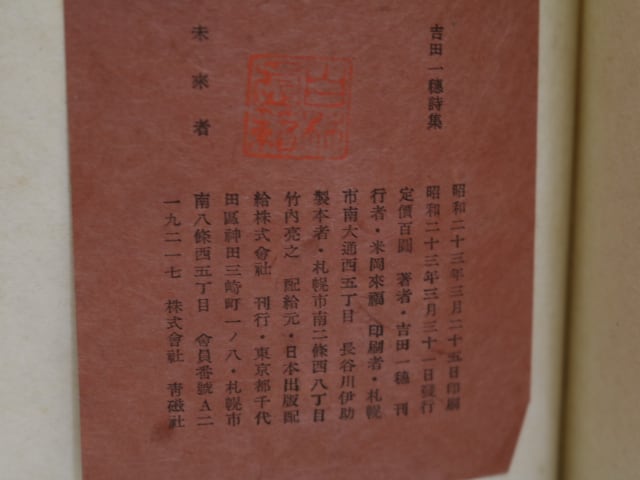 吉田一穗詩集
未來者
昭和二十三年三月二十五日印刷
昭和二十三年三月三十一日發行
定價百圓 著者・吉田一穗 刊
行者・米岡來福 印刷者・札幌
市南大通西五丁目 長谷川伊助
製本者・札幌市南二條西八丁目
竹內亮之 配給元・日本出版配
給株式會社 刊行・東京都千代
田區神田三崎町一ノ八・札幌市
南八條西五丁目 會員番號A二
一九二一七 株式會社 靑磁社